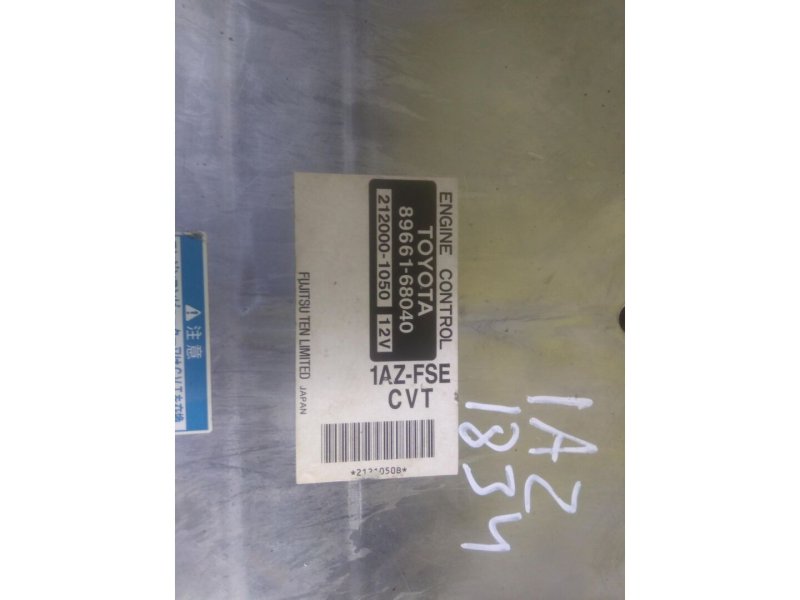 ENGINE CONTROL
TOYOTA
89661-68040
212000-1050 12V
FUJITSU TEN LIMITED JAPAN
1AZ-FSE
CVT
1AZ
1834
注意